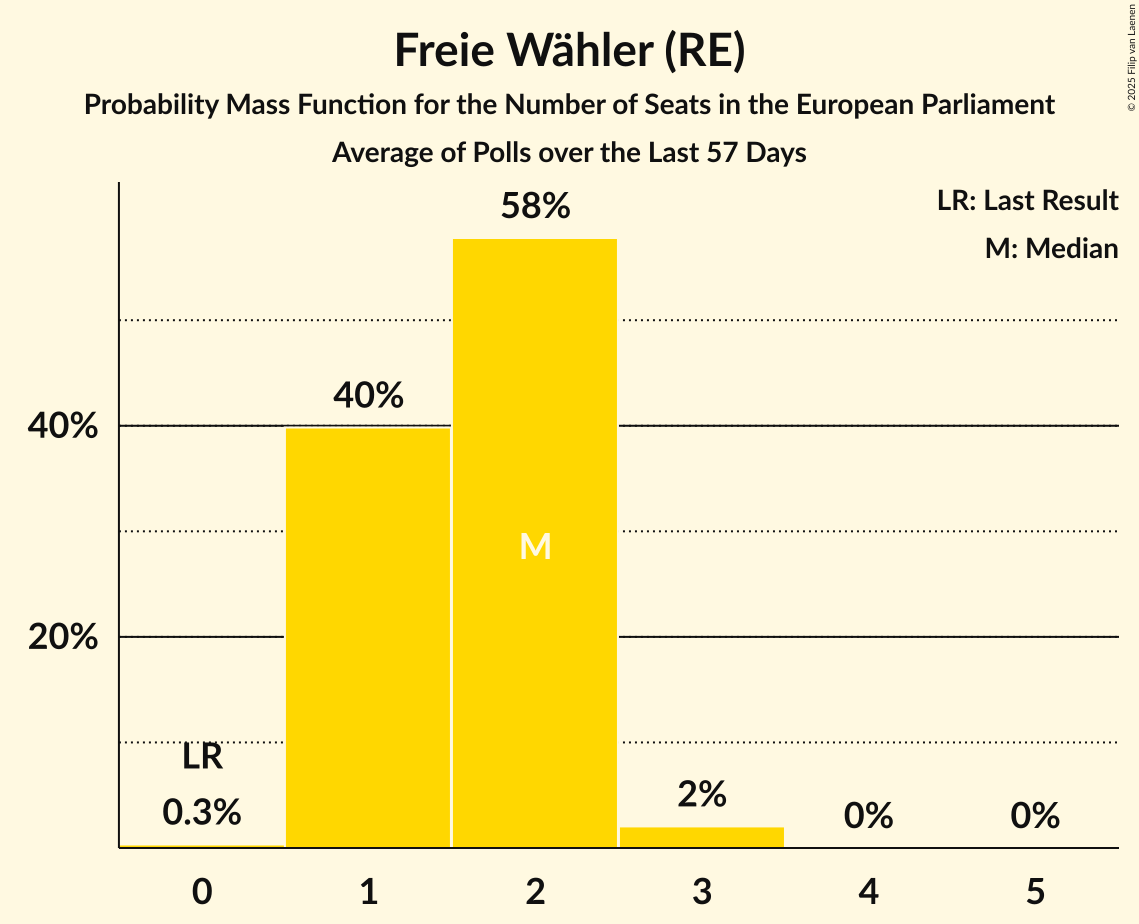 Freie Wähler (RE)
Probability Mass Function for the Number of Seats in the European Parliament
Average of Polls over the Last 57 Days
© 2025 Filip van Laenen
LR: Last Result
M: Median
58%
40%
40%
M
20%
LR
0.3%
2%
0%
0%
0 1 2 3 4 5